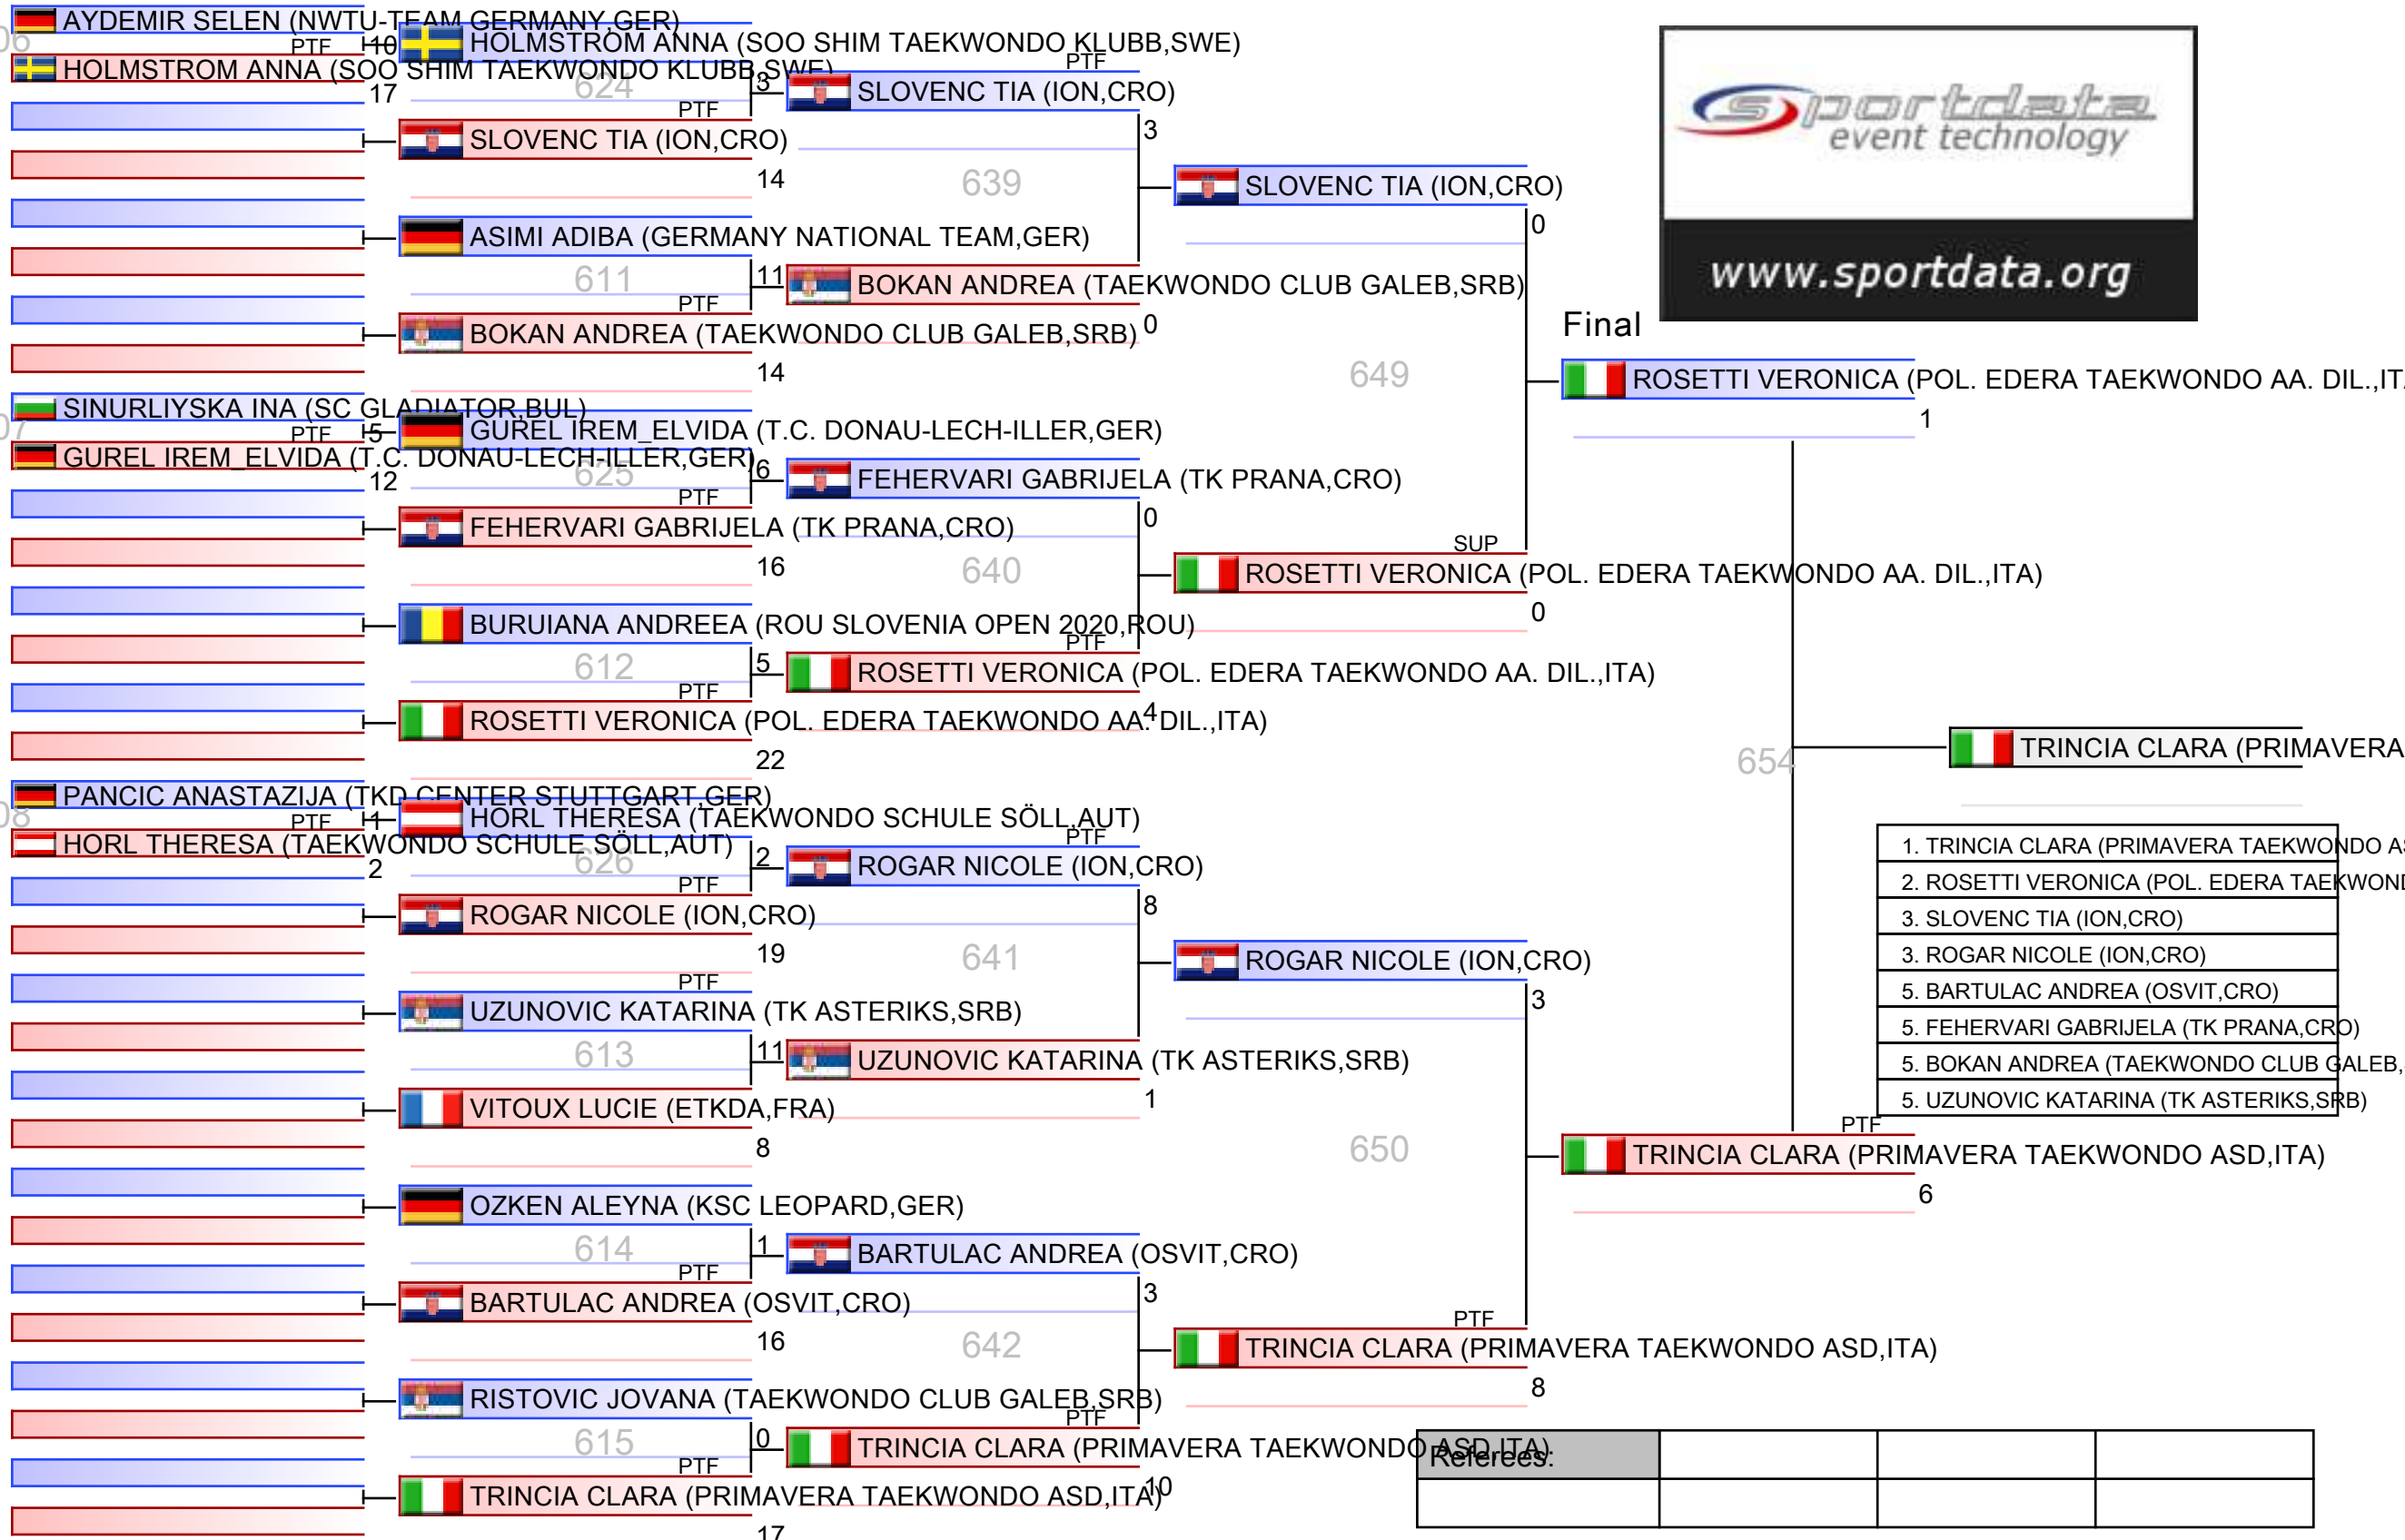 AYDEMIR SELEN (NWTU-TEAM GERMANY,GER)
06
PTF
10
HOLMSTROM ANNA (SOO SHIM TAEKWONDO KLUBB,SWE)
17
SINURLIYSKA INA (SC GLADIATOR,BUL)
07
PTF
5
GUREL IREM_ELVIDA (T.C. DONAU-LECH-ILLER,GER)
12
PANCIC ANASTAZIJA (TKD CENTER STUTTGART,GER)
08
PTF
1
HORL THERESA (TAEKWONDO SCHULE SÖLL,AUT)
2
HOLMSTROM ANNA (SOO SHIM TAEKWONDO KLUBB,SWE)
624
3
PTF
SLOVENC TIA (ION,CRO)
14
ASIMI ADIBA (GERMANY NATIONAL TEAM,GER)
611
11
PTF
BOKAN ANDREA (TAEKWONDO CLUB GALEB,SRB)
14
GUREL IREM_ELVIDA (T.C. DONAU-LECH-ILLER,GER)
625
6
PTF
FEHERVARI GABRIJELA (TK PRANA,CRO)
16
BURUIANA ANDREEA (ROU SLOVENIA OPEN 2020,ROU)
612
5
PTF
ROSETTI VERONICA (POL. EDERA TAEKWONDO AA. DIL.,ITA)
22
HORL THERESA (TAEKWONDO SCHULE SÖLL,AUT)
626
2
PTF
ROGAR NICOLE (ION,CRO)
19
PTF
UZUNOVIC KATARINA (TK ASTERIKS,SRB)
613
11
VITOUX LUCIE (ETKDA,FRA)
8
OZKEN ALEYNA (KSC LEOPARD,GER)
614
1
PTF
BARTULAC ANDREA (OSVIT,CRO)
16
RISTOVIC JOVANA (TAEKWONDO CLUB GALEB,SRB)
615
0
PTF
TRINCIA CLARA (PRIMAVERA TAEKWONDO ASD,ITA)
17
PTF
SLOVENC TIA (ION,CRO)
3
639
BOKAN ANDREA (TAEKWONDO CLUB GALEB,SRB)
0
FEHERVARI GABRIJELA (TK PRANA,CRO)
0
640
PTF
ROSETTI VERONICA (POL. EDERA TAEKWONDO AA. DIL.,ITA)
4
PTF
ROGAR NICOLE (ION,CRO)
8
641
UZUNOVIC KATARINA (TK ASTERIKS,SRB)
1
BARTULAC ANDREA (OSVIT,CRO)
3
642
PTF
TRINCIA CLARA (PRIMAVERA TAEKWONDO ASD,ITA)
10
SLOVENC TIA (ION,CRO)
0
649
SUP
ROSETTI VERONICA (POL. EDERA TAEKWONDO AA. DIL.,ITA)
0
ROGAR NICOLE (ION,CRO)
3
650
PTF
TRINCIA CLARA (PRIMAVERA TAEKWONDO ASD,ITA)
8
sportdata
event technology
www.sportdata.org
Final
ROSETTI VERONICA (POL. EDERA TAEKWONDO AA. DIL.,ITA
1
654
PTF
TRINCIA CLARA (PRIMAVERA TAEKWONDO ASD,ITA)
6
TRINCIA CLARA (PRIMAVERA
1. TRINCIA CLARA (PRIMAVERA TAEKWONDO AS
2. ROSETTI VERONICA (POL. EDERA TAEKWOND
3. SLOVENC TIA (ION,CRO)
3. ROGAR NICOLE (ION,CRO)
5. BARTULAC ANDREA (OSVIT,CRO)
5. FEHERVARI GABRIJELA (TK PRANA,CRO)
5. BOKAN ANDREA (TAEKWONDO CLUB GALEB,
5. UZUNOVIC KATARINA (TK ASTERIKS,SRB)
Referees: